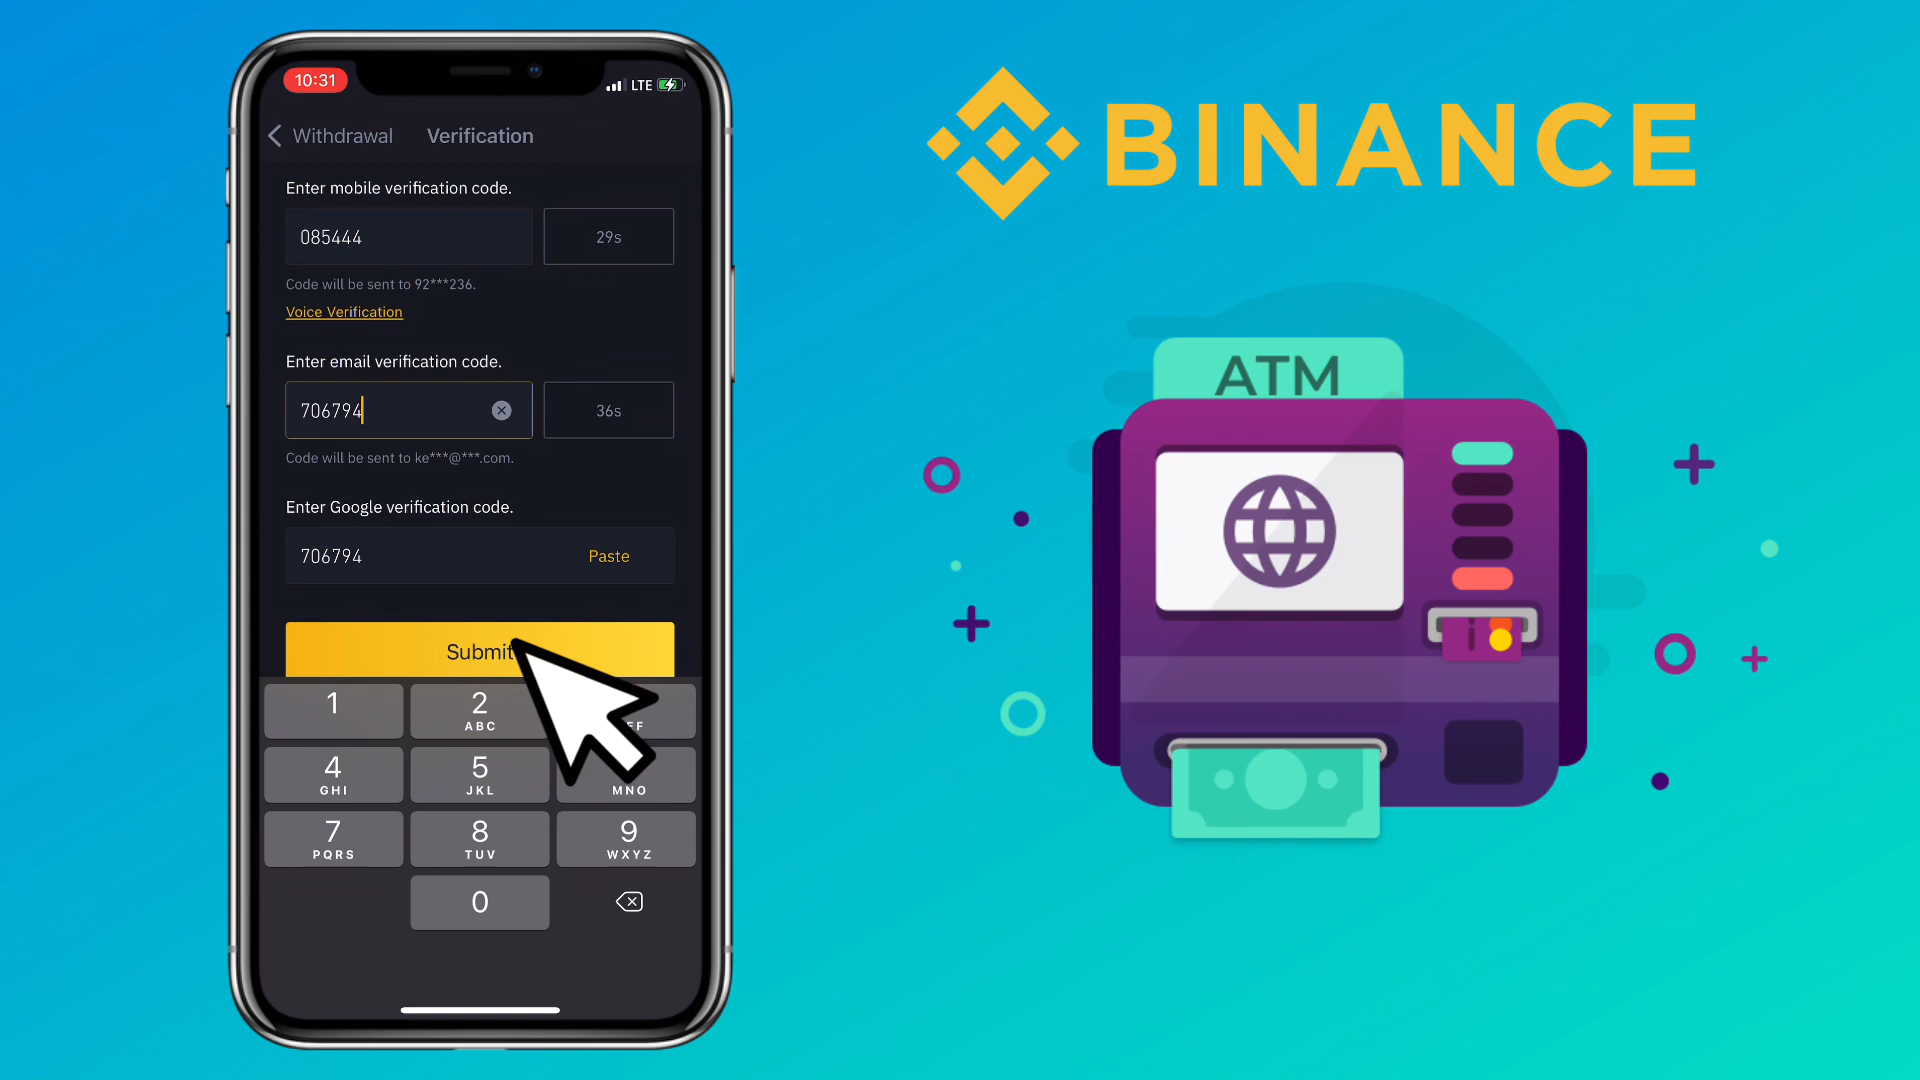 10:31
LTE
Withdrawal Verification
Enter mobile verification code.
085444 29s
Code will be sent to 92***236.
Voice Verification
Enter email verification code.
706794 36s
Code will be sent to ke***@***.com.
Enter Google verification code.
706794 Paste
Submit
1 2
ABC EF
4 5
GHI JKL MNO
7 8 9
PQRS TUV WXYZ
0
BINANCE
ATM